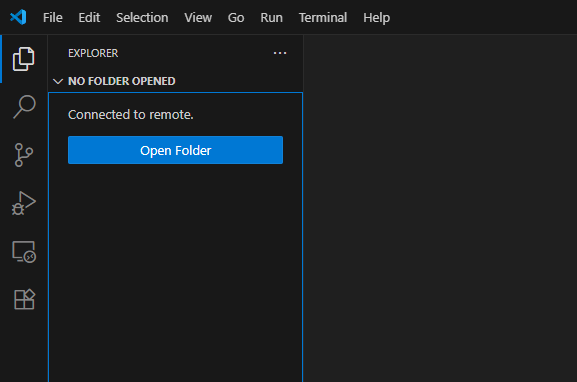 File Edit Selection View Go Run Terminal Help
EXPLORER
NO FOLDER OPENED
Connected to remote.
Open Folder